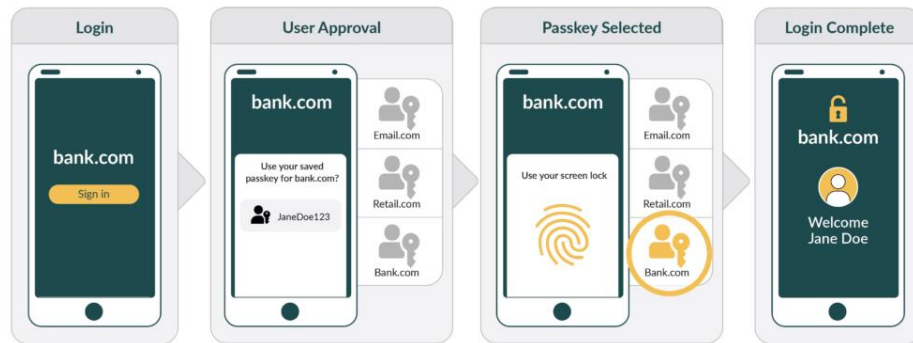 Login
bank.com
Sign in
User Approval
bank.com
Use your saved
passkey for bank.com?
JaneDoe123
Email.com
Retail.com
Bank.com
Passkey Selected
bank.com
Use your screen lock
Email.com
Retail.com
Bank.com
Login Complete
bank.com
Welcome
Jane Doe